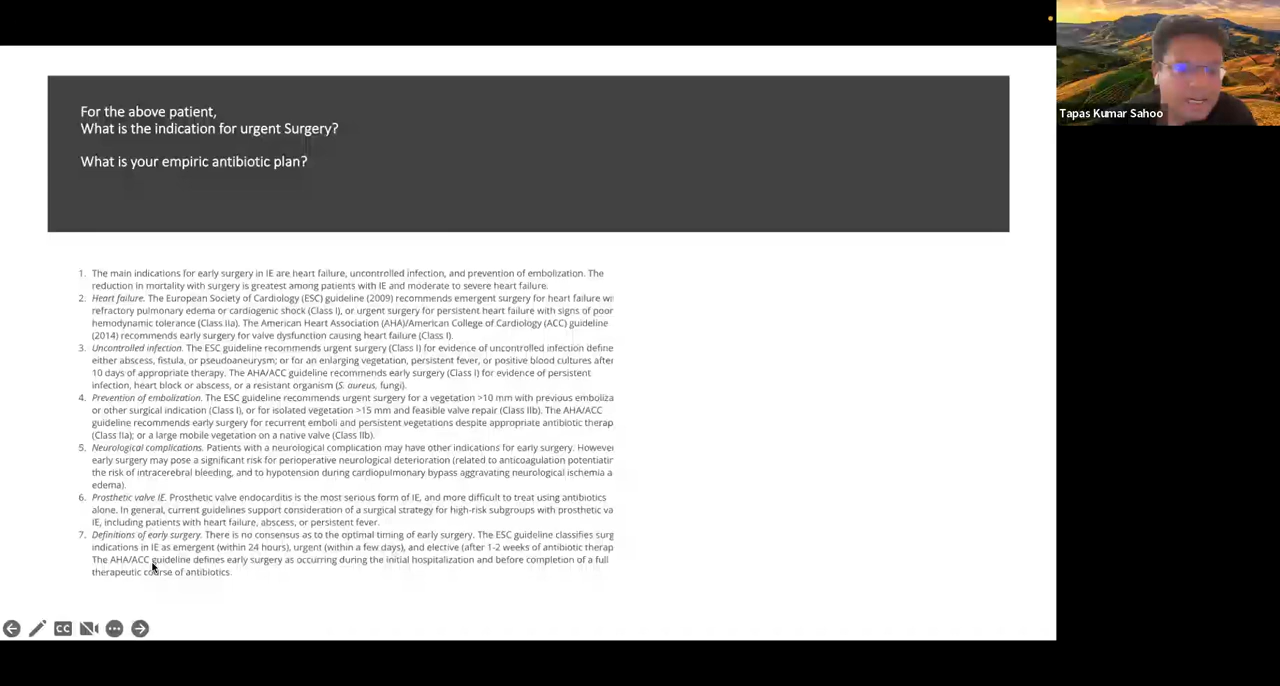 Tapas Kumar Sahoo
For the above patient,
What is the indication for urgent Surgery?
What is your empiric antibiotic plan?
1. The main indications for early surgery in IE are heart failure, uncontrolled infection, and prevention of embolization. The
reduction in mortality with surgery is greatest among patients with IE and moderate to severe heart failure.
2. Heart failure. The European Society of Cardiology (ESC) guideline (2009) recommends emergent surgery for heart failure wi
refractory pulmonary edema or cardiogenic shock (Class I), or urgent surgery for persistent heart failure with signs of poor
hemodynamic tolerance (Class IIa). The American Heart Association (AHA)/American College of Cardiology (ACC) guideline
(2014) recommends early surgery for valve dysfunction causing heart failure (Class I).
3. Uncontrolled infection. The ESC guideline recommends urgent surgery (Class I) for evidence of uncontrolled infection define
either abscess, fistula, or pseudoaneurysm; or for an enlarging vegetation, persistent fever, or positive blood cultures after
10 days of appropriate therapy. The AHA/ACC guideline recommends early surgery (Class I) for evidence of persistent
infection, heart block or abscess, or a resistant organism (S. aureus, fungi).
4. Prevention of embolization. The ESC guideline recommends urgent surgery for a vegetation >10 mm with previous emboliza
or other surgical indication (Class I), or for isolated vegetation >15 mm and feasible valve repair (Class IIb). The AHA/ACC
guideline recommends early surgery for recurrent emboli and persistent vegetations despite appropriate antibiotic therap
(Class IIa); or a large mobile vegetation on a native valve (Class IIb).
5. Neurological complications. Patients with a neurological complication may have other indications for early surgery. However
early surgery may pose a significant risk for perioperative neurological deterioration (related to anticoagulation potentiatin
the risk of intracerebral bleeding, and to hypotension during cardiopulmonary bypass aggravating neurological ischemia a
edema).
6. Prosthetic valve IE. Prosthetic valve endocarditis is the most serious form of IE, and more difficult to treat using antibiotics
alone. In general, current guidelines support consideration of a surgical strategy for high-risk subgroups with prosthetic va
IE, including patients with heart failure, abscess, or persistent fever.
7. Definitions of early surgery. There is no consensus as to the optimal timing of early surgery. The ESC guideline classifies surg
indications in IE as emergent (within 24 hours), urgent (within a few days), and elective (after 1-2 weeks of antibiotic therap
The AHA/ACC guideline defines early surgery as occurring during the initial hospitalization and before completion of a full
therapeutic course of antibiotics.
CC